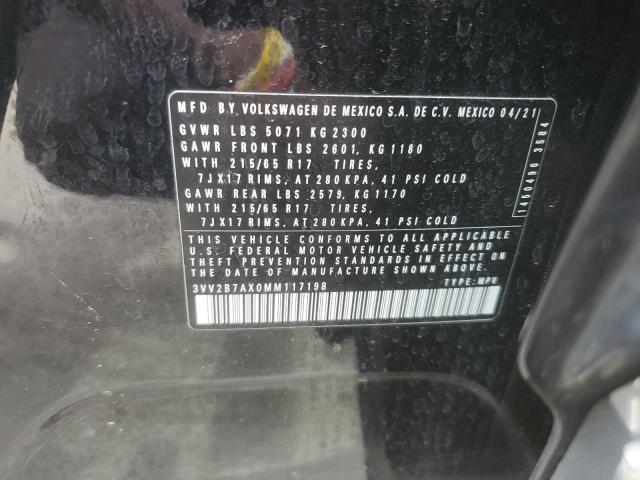 MFD BY VOLKSWAGEN DE MEXICO S.A. DE C.V. MEXICO 04/21
GVWR LBS 5071 KG 2300
GAWR FRONT LBS 2601, KG 1180
WITH 215/65 R17 TIRES,
7JX17 RIMS, AT 280 KPA, 41 PSI COLD
GAWR REAR LBS 2579, KG 1170
WITH 215/65 R17 TIRES,
7JX17 RIMS, AT 280 KPA, 41 PSI COLD
THIS VEHICLE CONFORMS TO ALL APPLICABLE
U.S. FEDERAL MOTOR VEHICLE SAFETY AND
THEFT PREVENTION STANDARDS IN EFFECT ON
THE DATE OF MANUFACTURE SHOWN ABOVE.
3VV2B7AX0MM117198 TYPE: MPV
1450496 3584